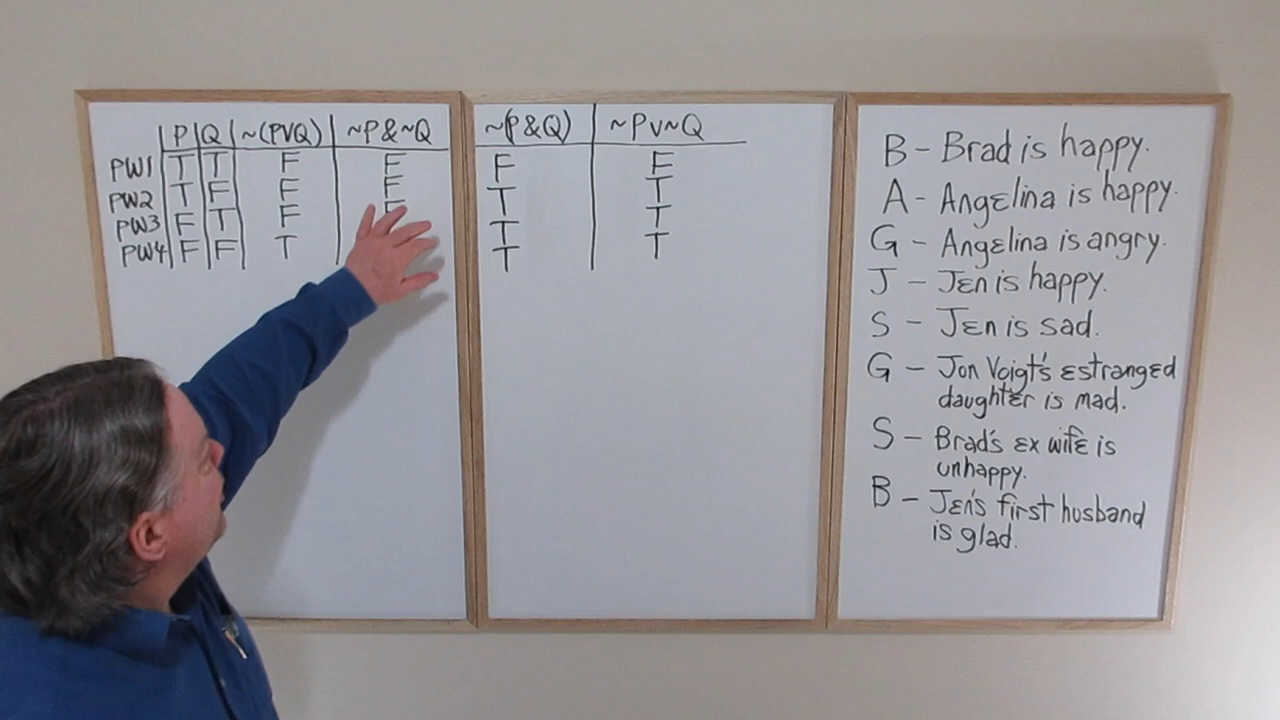 P Q ~(PVQ) ~P & ~Q
PW1 T T F F
PW2 T F F F
PW3 F T F F
PW4 F F T
~(P&Q) ~PV~Q
F F
T T
T T
T T
B - Brad is happy.
A - Angelina is happy.
G - Angelina is angry.
J - Jen is happy.
S - Jen is sad.
G - Jon Voigt's estranged
daughter is mad.
S - Brad's ex wife is
unhappy.
B - Jen's first husband
is glad.